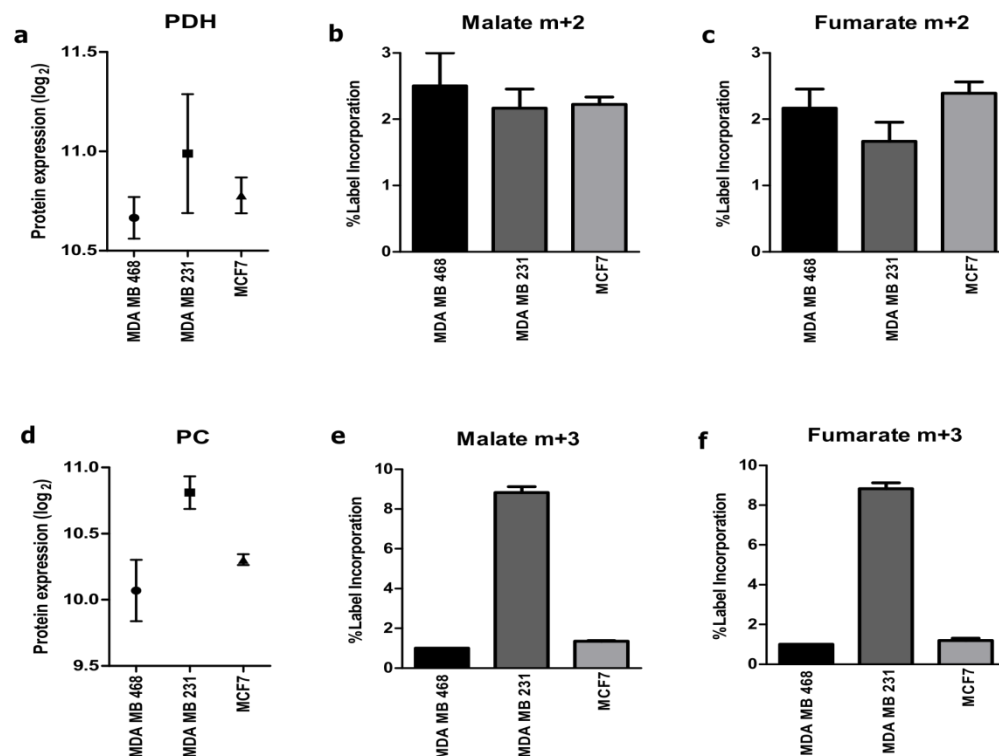 a
PDH
Protein expression (log2)
11.5
11.0
10.5
MDA MB 468
MDA MB 231
MCF7
b
Malate m+2
%Label Incorporation
3
2
1
0
MDA MB 468
MDA MB 231
MCF7
c
Fumarate m+2
%Label Incorporation
3
2
1
0
MDA MB 468
MDA MB 231
MCF7
d
PC
Protein expression (log2)
11.0
10.5
10.0
9.5
MDA MB 468
MDA MB 231
MCF7
e
Malate m+3
%Label Incorporation
10
8
6
4
2
0
MDA MB 468
MDA MB 231
MCF7
f
Fumarate m+3
%Label Incorporation
10
8
6
4
2
0
MDA MB 468
MDA MB 231
MCF7